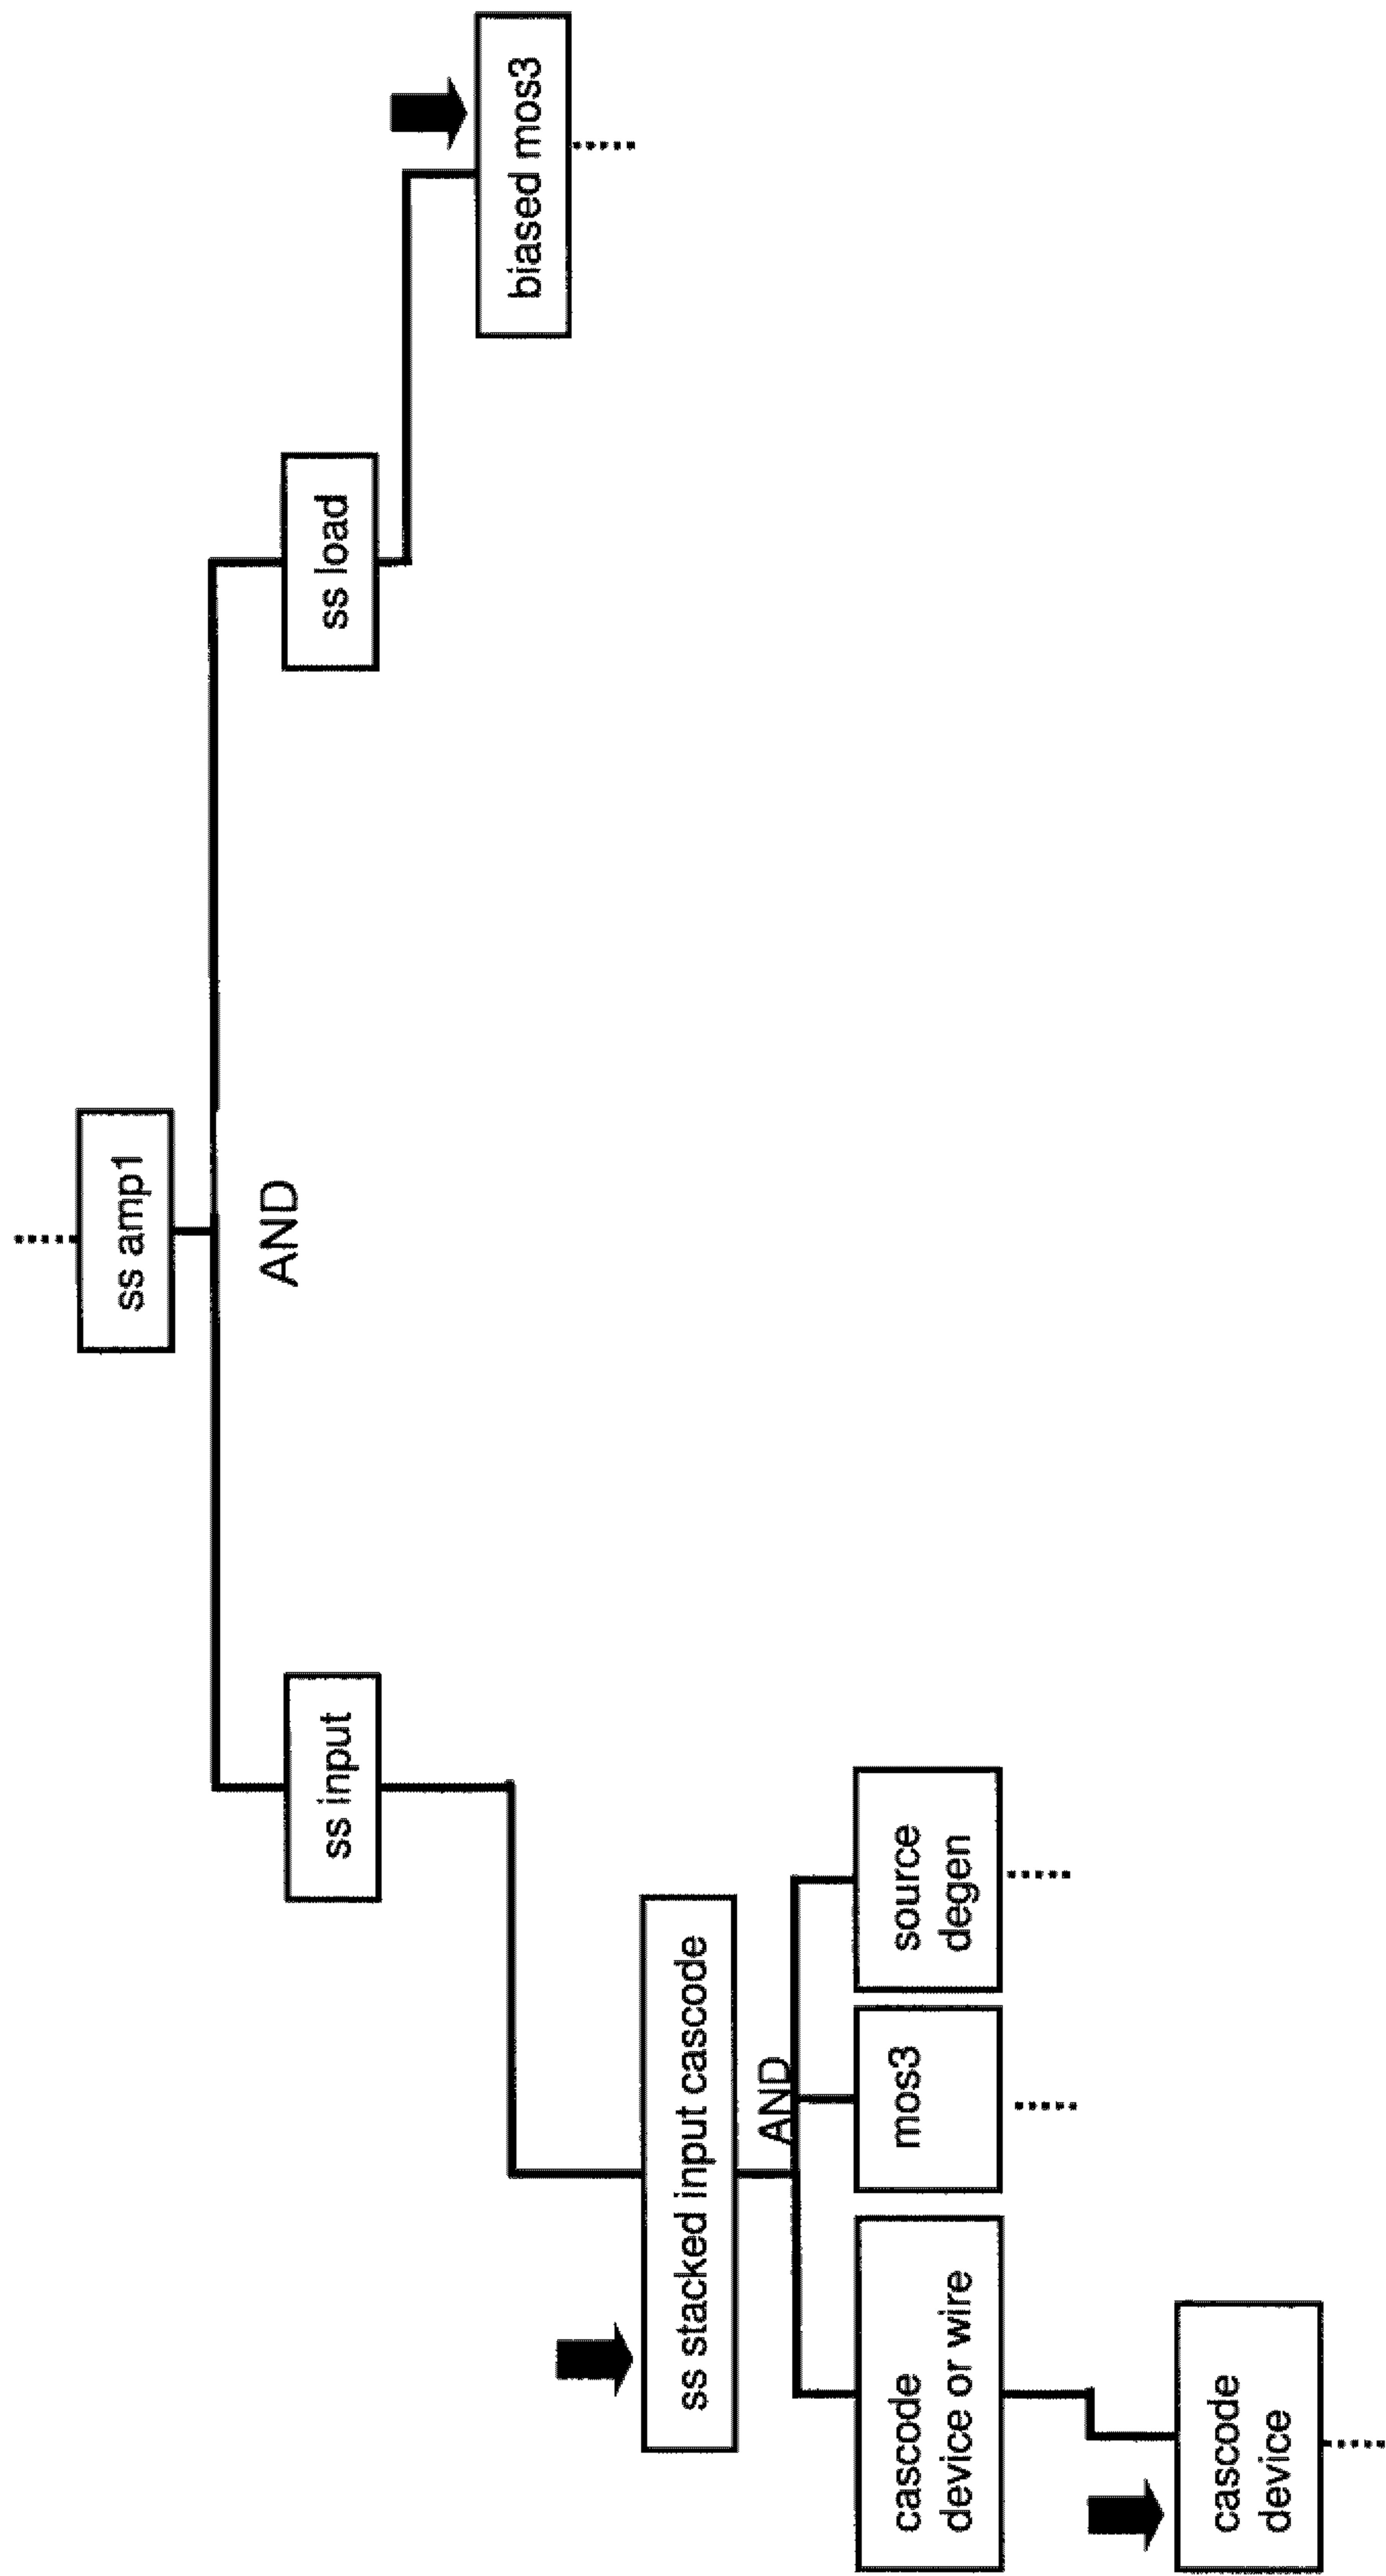 ss amp1
AND
ss input
ss load
biased mos3
ss stacked input cascode
AND
cascode
device or wire
mos3
source
degen
cascode
device